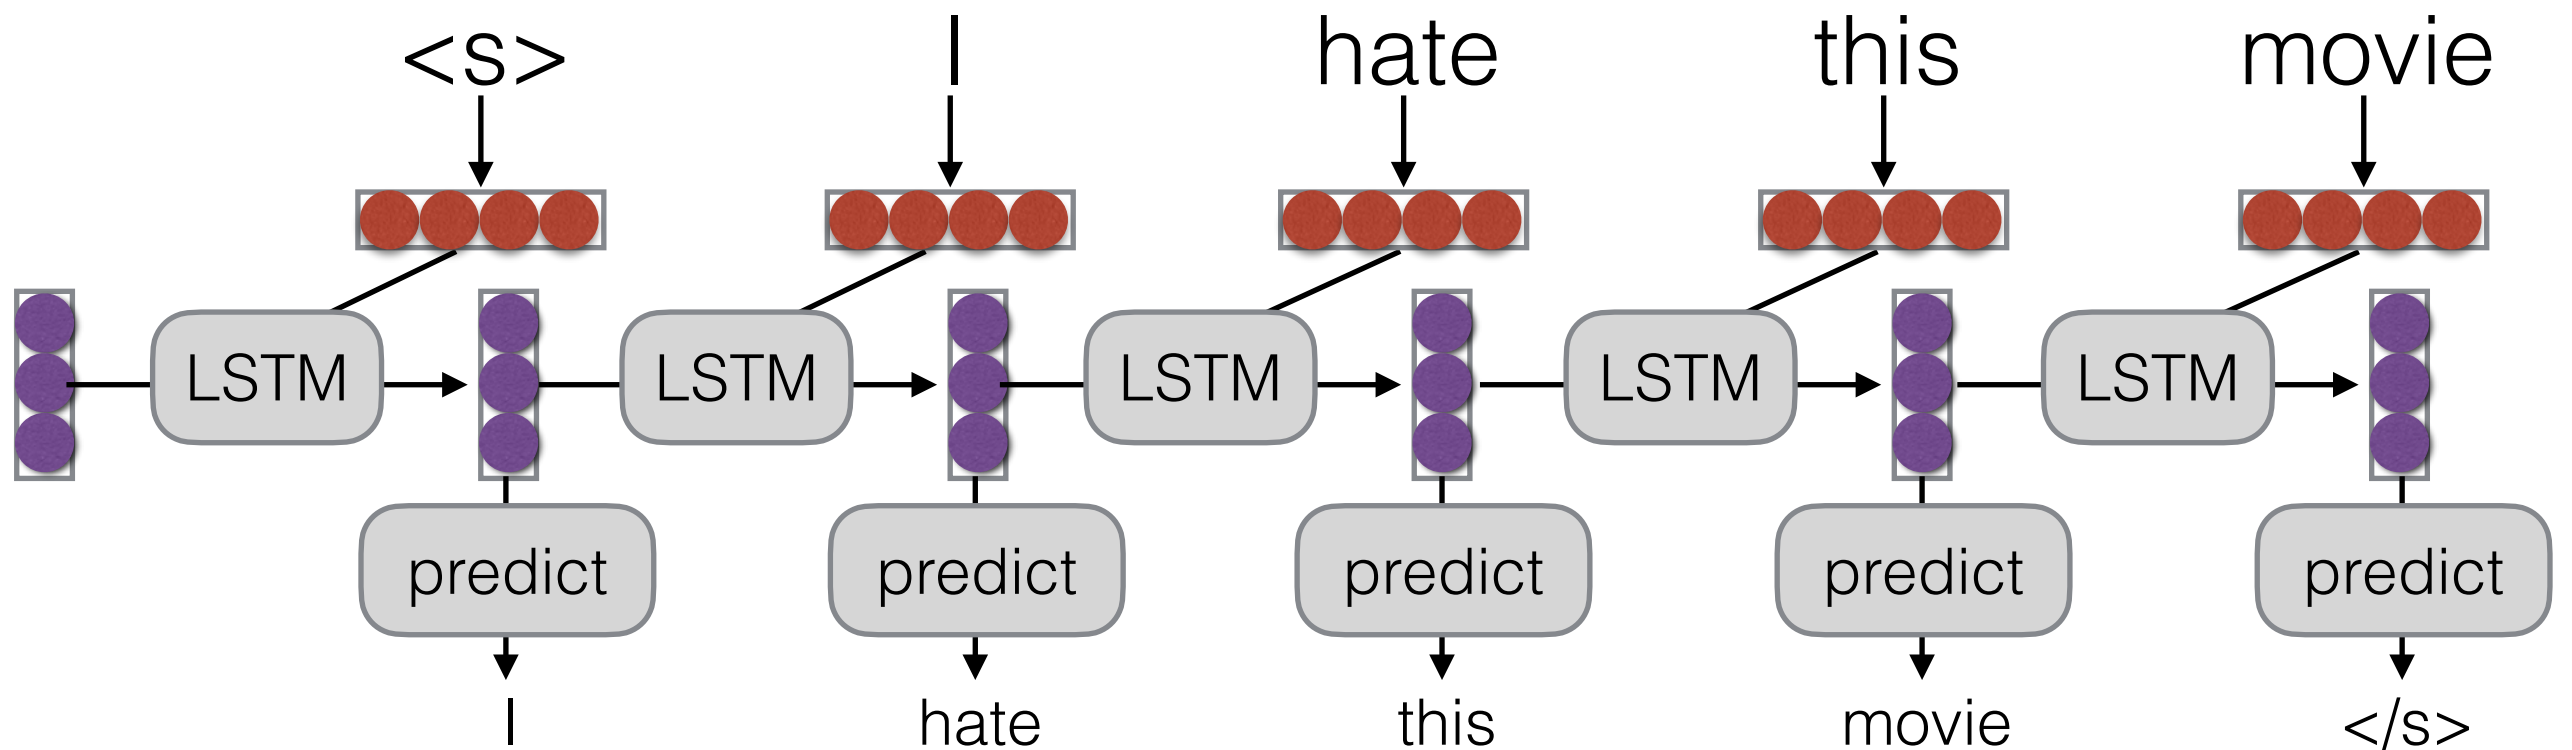 <s> I hate this movie
LSTM LSTM LSTM LSTM LSTM
predict predict predict predict predict
I hate this movie </s>